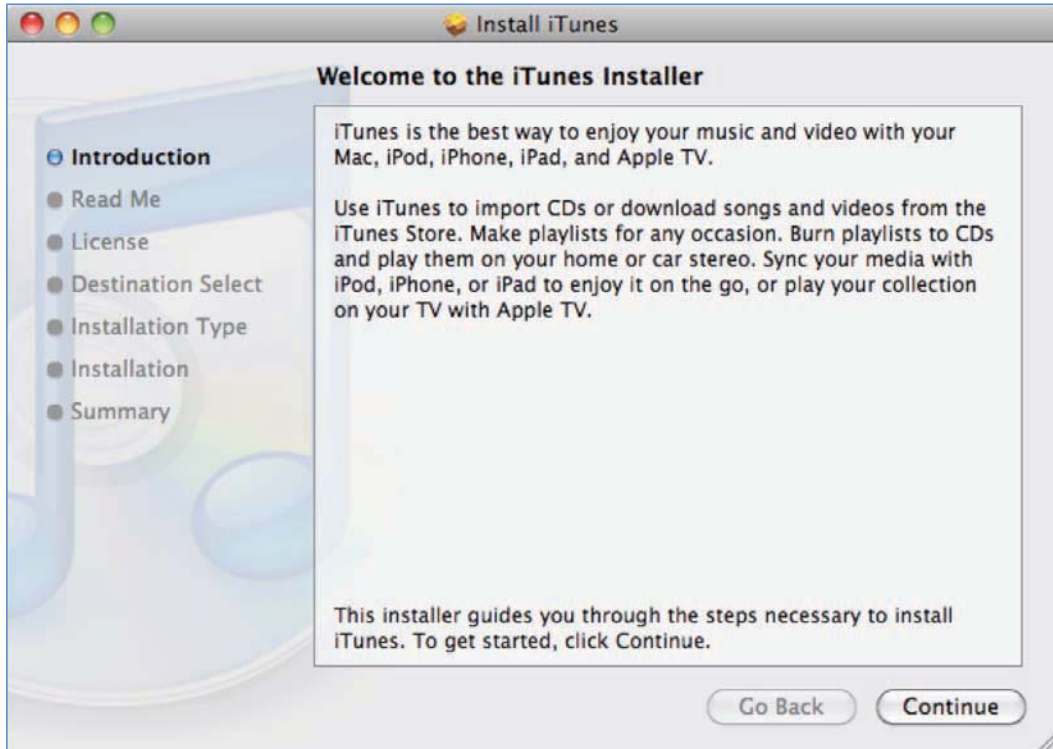 Install iTunes
Welcome to the iTunes Installer
Introduction
Read Me
License
Destination Select
Installation Type
Installation
Summary
iTunes is the best way to enjoy your music and video with your
Mac, iPod, iPhone, iPad, and Apple TV.
Use iTunes to import CDs or download songs and videos from the
iTunes Store. Make playlists for any occasion. Burn playlists to CDs
and play them on your home or car stereo. Sync your media with
iPod, iPhone, or iPad to enjoy it on the go, or play your collection
on your TV with Apple TV.
This installer guides you through the steps necessary to install
iTunes. To get started, click Continue.
Go Back
Continue